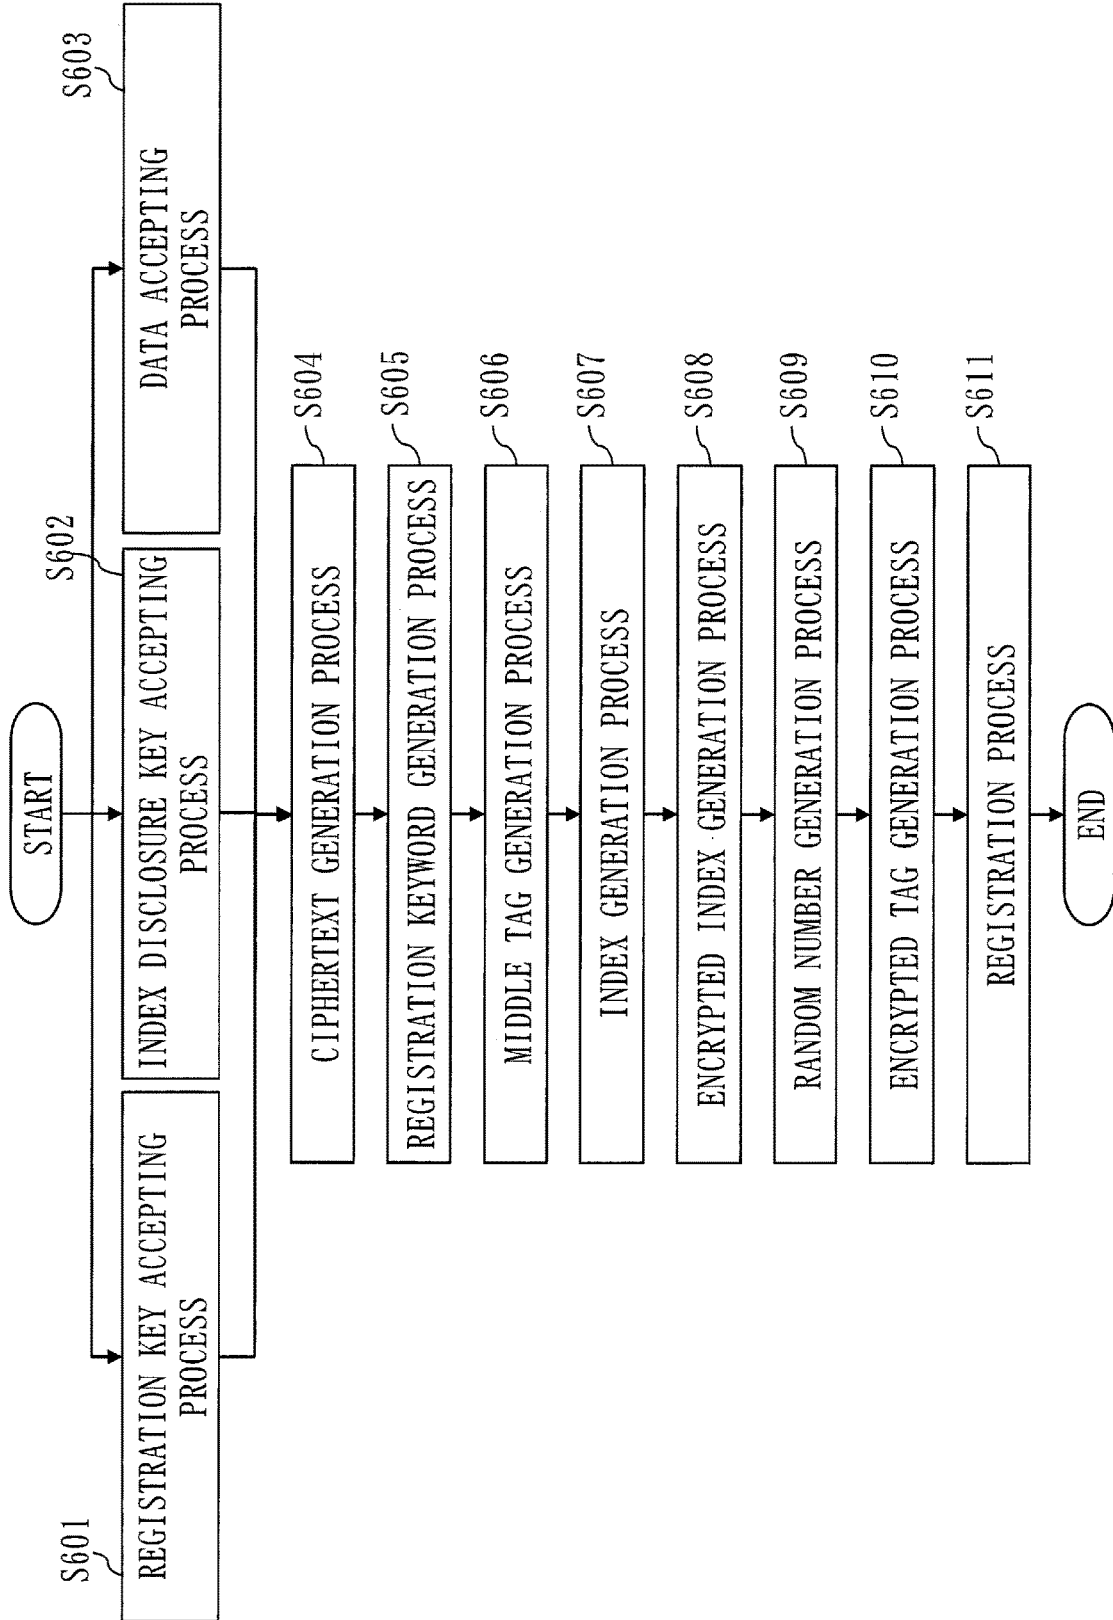 START
S601
REGISTRATION KEY ACCEPTING
PROCESS
S602
INDEX DISCLOSURE KEY ACCEPTING
PROCESS
S603
DATA ACCEPTING
PROCESS
S604
CIPHERTEXT GENERATION PROCESS
S605
REGISTRATION KEYWORD GENERATION PROCESS
S606
MIDDLE TAG GENERATION PROCESS
S607
INDEX GENERATION PROCESS
S608
ENCRYPTED INDEX GENERATION PROCESS
S609
RANDOM NUMBER GENERATION PROCESS
S610
ENCRYPTED TAG GENERATION PROCESS
S611
REGISTRATION PROCESS
END